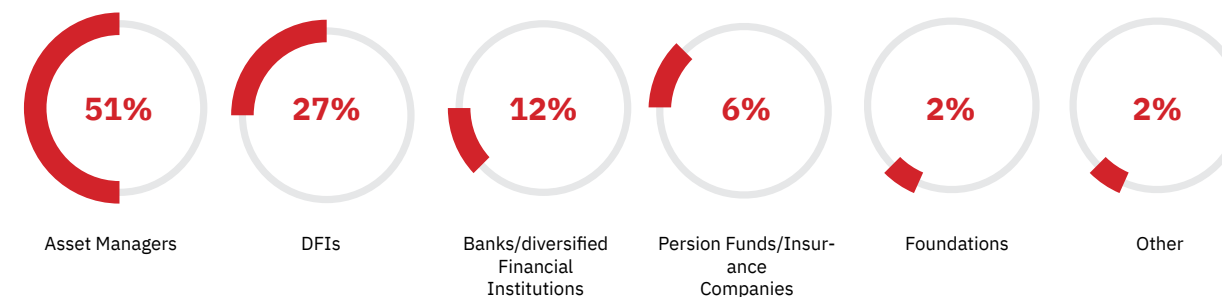 51%
27%
12%
6%
2%
2%
Asset Managers
DFIs
Banks/diversified
Financial
Institutions
Persion Funds/Insur-
ance
Companies
Foundations
Other